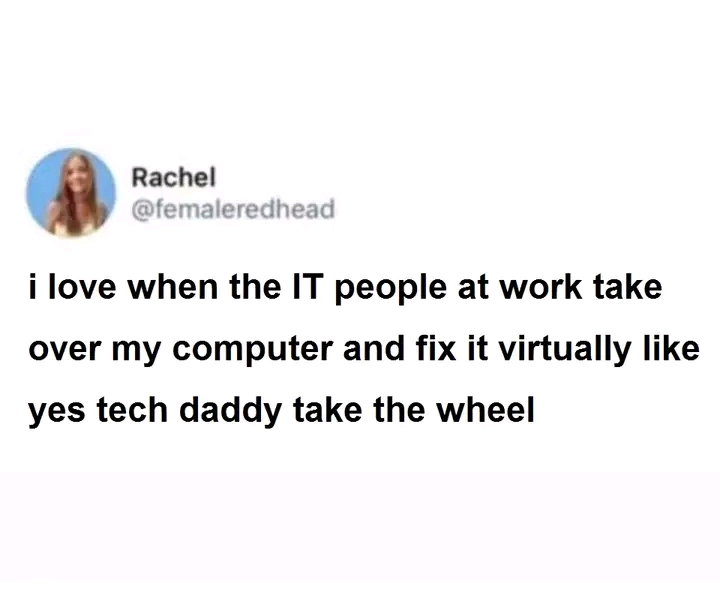 Rachel
@femaleredhead
i love when the IT people at work take
over my computer and fix it virtually like
yes tech daddy take the wheel